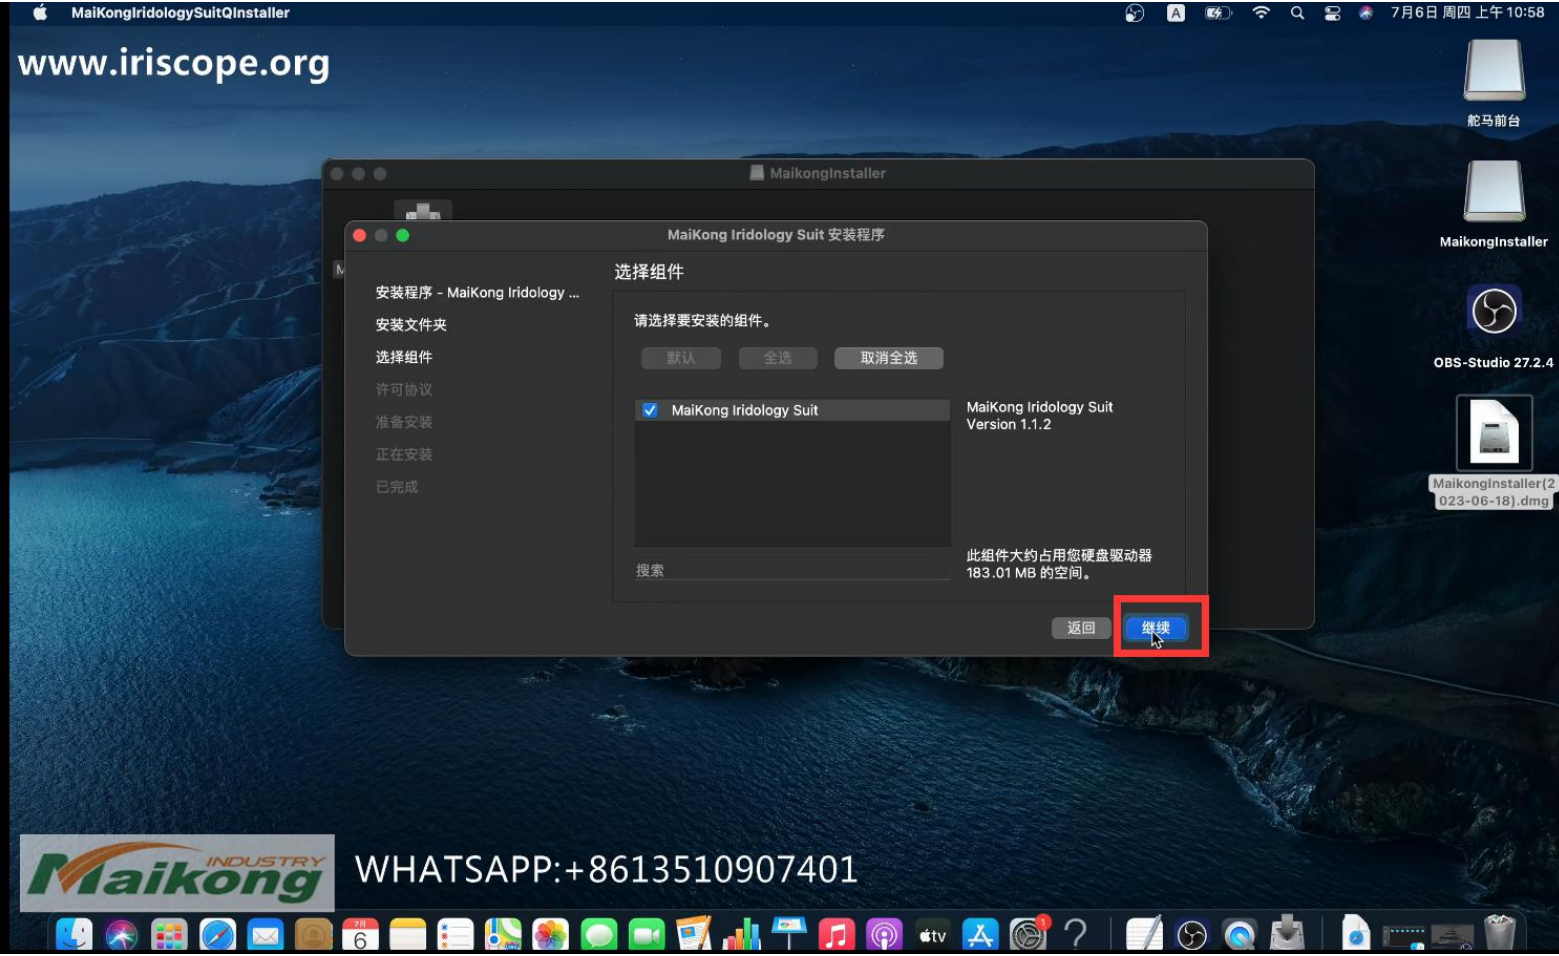 MaiKongIridologySuitQInstaller
A
7月6日 周四 上午10:58
www.iriscope.org
舵马前台
MaikongInstaller
MaikongInstaller
OBS-Studio 27.2.4
MaikongInstaller(2
023-06-18).dmg
M
MaiKong Iridology Suit 安装程序
安装程序 - MaiKong Iridology ...
安装文件夹
选择组件
许可协议
准备安装
正在安装
已完成
选择组件
请选择要安装的组件。
默认
全选
取消全选
MaiKong Iridology Suit
MaiKong Iridology Suit
Version 1.1.2
搜索
此组件大约占用您硬盘驱动器
183.01 MB 的空间。
返回
继续
Maikong
INDUSTRY
WHATSAPP:+8613510907401
7月
6
tv
1